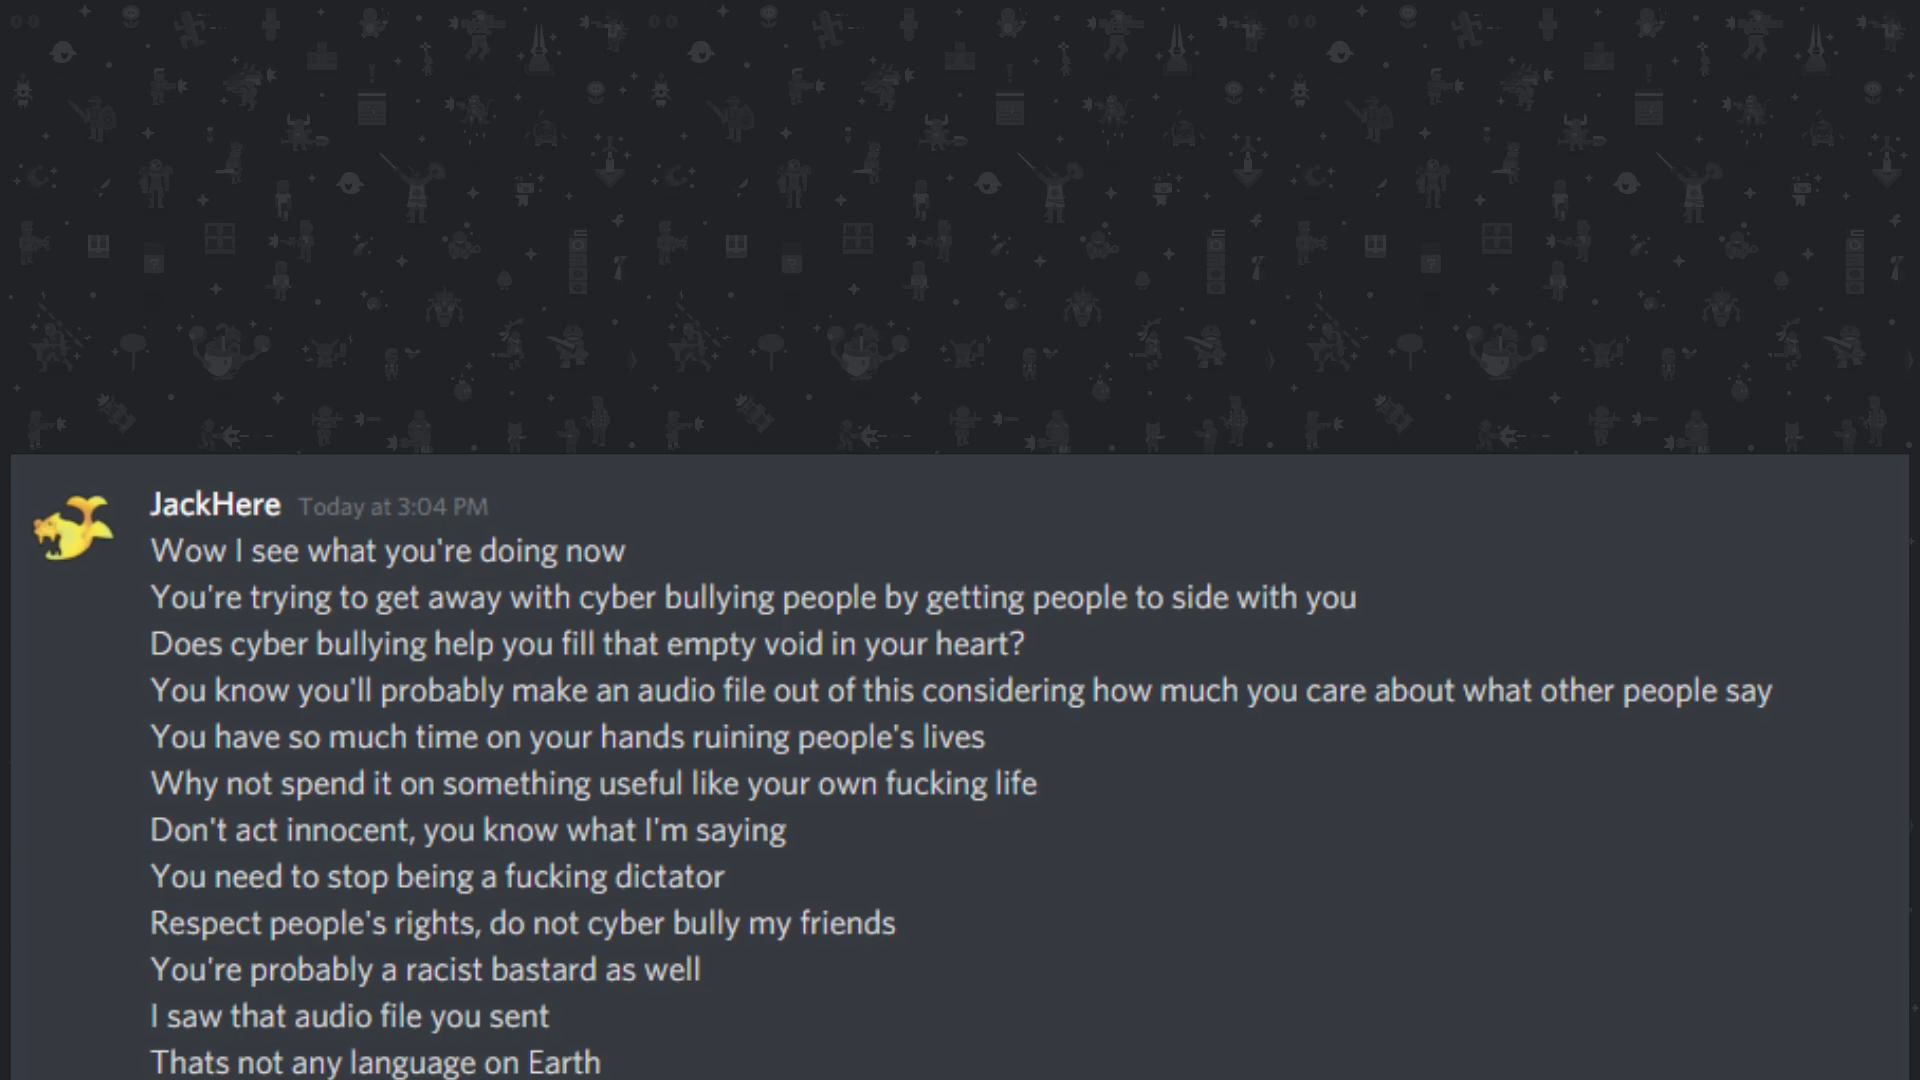 JackHere Today at 3:04 PM
Wow I see what you're doing now
You're trying to get away with cyber bullying people by getting people to side with you
Does cyber bullying help you fill that empty void in your heart?
You know you'll probably make an audio file out of this considering how much you care about what other people say
You have so much time on your hands ruining people's lives
Why not spend it on something useful like your own fucking life
Don't act innocent, you know what I'm saying
You need to stop being a fucking dictator
Respect people's rights, do not cyber bully my friends
You're probably a racist bastard as well
I saw that audio file you sent
Thats not any language on Earth